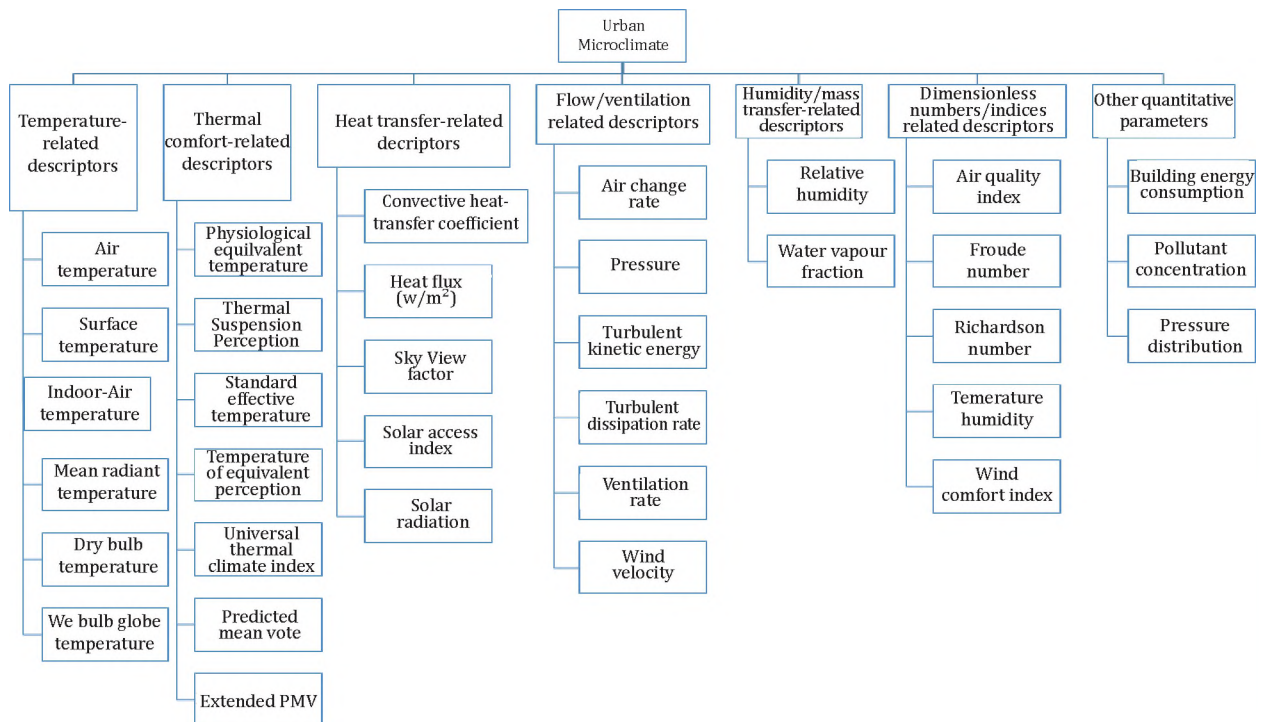 Urban
Microclimate
Temperature-
related
descriptors
Air
temperature
Surface
temperature
Indoor-Air
temperature
Mean radiant
temperature
Dry bulb
temperature
We bulb globe
temperature
Thermal
comfort-related
descriptors
Physiological
equilvalent
temperature
Thermal
Suspension
Perception
Standard
effective
temperature
Temperature
of equivalent
perception
Universal
thermal
climate index
Predicted
mean vote
Extended PMV
Heat transfer-related
decriptors
Convective heat-
transfer coefficient
Heat flux
(w/m²)
Sky View
factor
Solar access
index
Solar
radiation
Flow/ventilation
related descriptors
Air change
rate
Pressure
Turbulent
kinetic energy
Turbulent
dissipation rate
Ventilation
rate
Wind
velocity
Humidity/mass
transfer-related
descriptors
Relative
humidity
Water vapour
fraction
Dimensionless
numbers/indices
related descriptors
Air quality
index
Froude
number
Richardson
number
Temerature
humidity
Wind
comfort index
Other quantitative
parameters
Building energy
consumption
Pollutant
concentration
Pressure
distribution